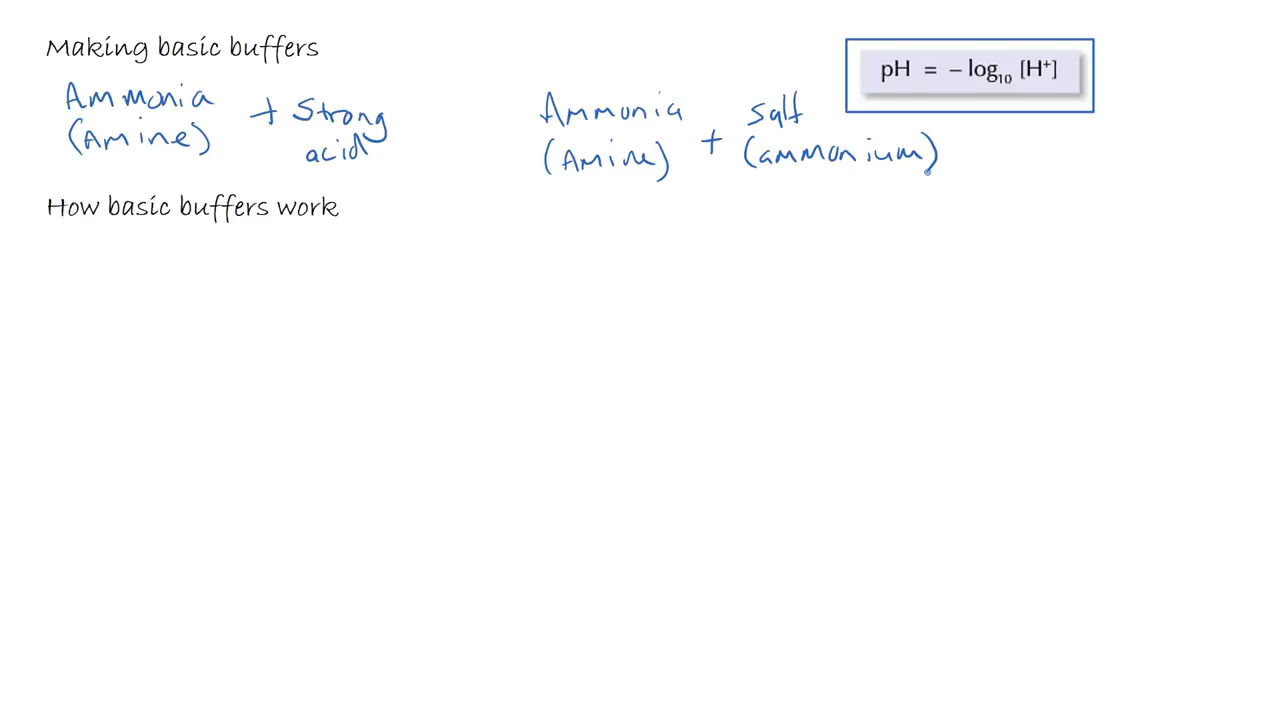 Making basic buffers
pH = – log₁₀ [H⁺]
Ammonia
(Amine)
+ Strong
acid
Ammonia
(Amine)
+
Salt
(ammonium)
How basic buffers work